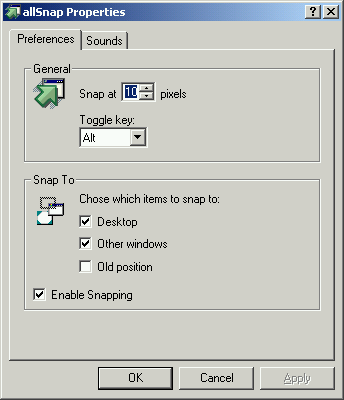 allSnap Properties
Preferences Sounds
General
Snap at 10 pixels
Toggle key:
Alt
Snap To
Chose which items to snap to:
Desktop
Other windows
Old position
Enable Snapping
OK Cancel Apply